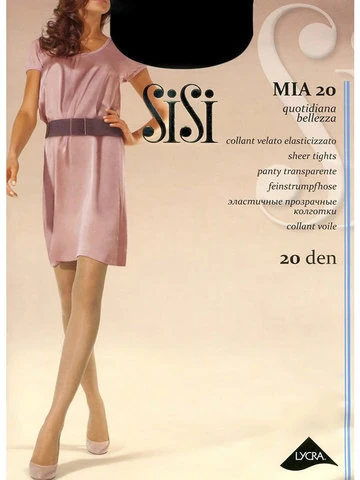 SiSi
MIA 20
quotidiana
bellezza
collant velato elasticizzato
sheer tights
panty transparente
feinstrumpfhose
эластичные прозрачные
колготки
collant voile
20 den
LYCRA